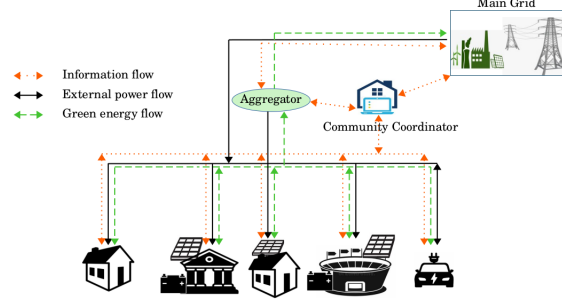 Main Grid
Information flow
External power flow
Green energy flow
Aggregator
Community Coordinator